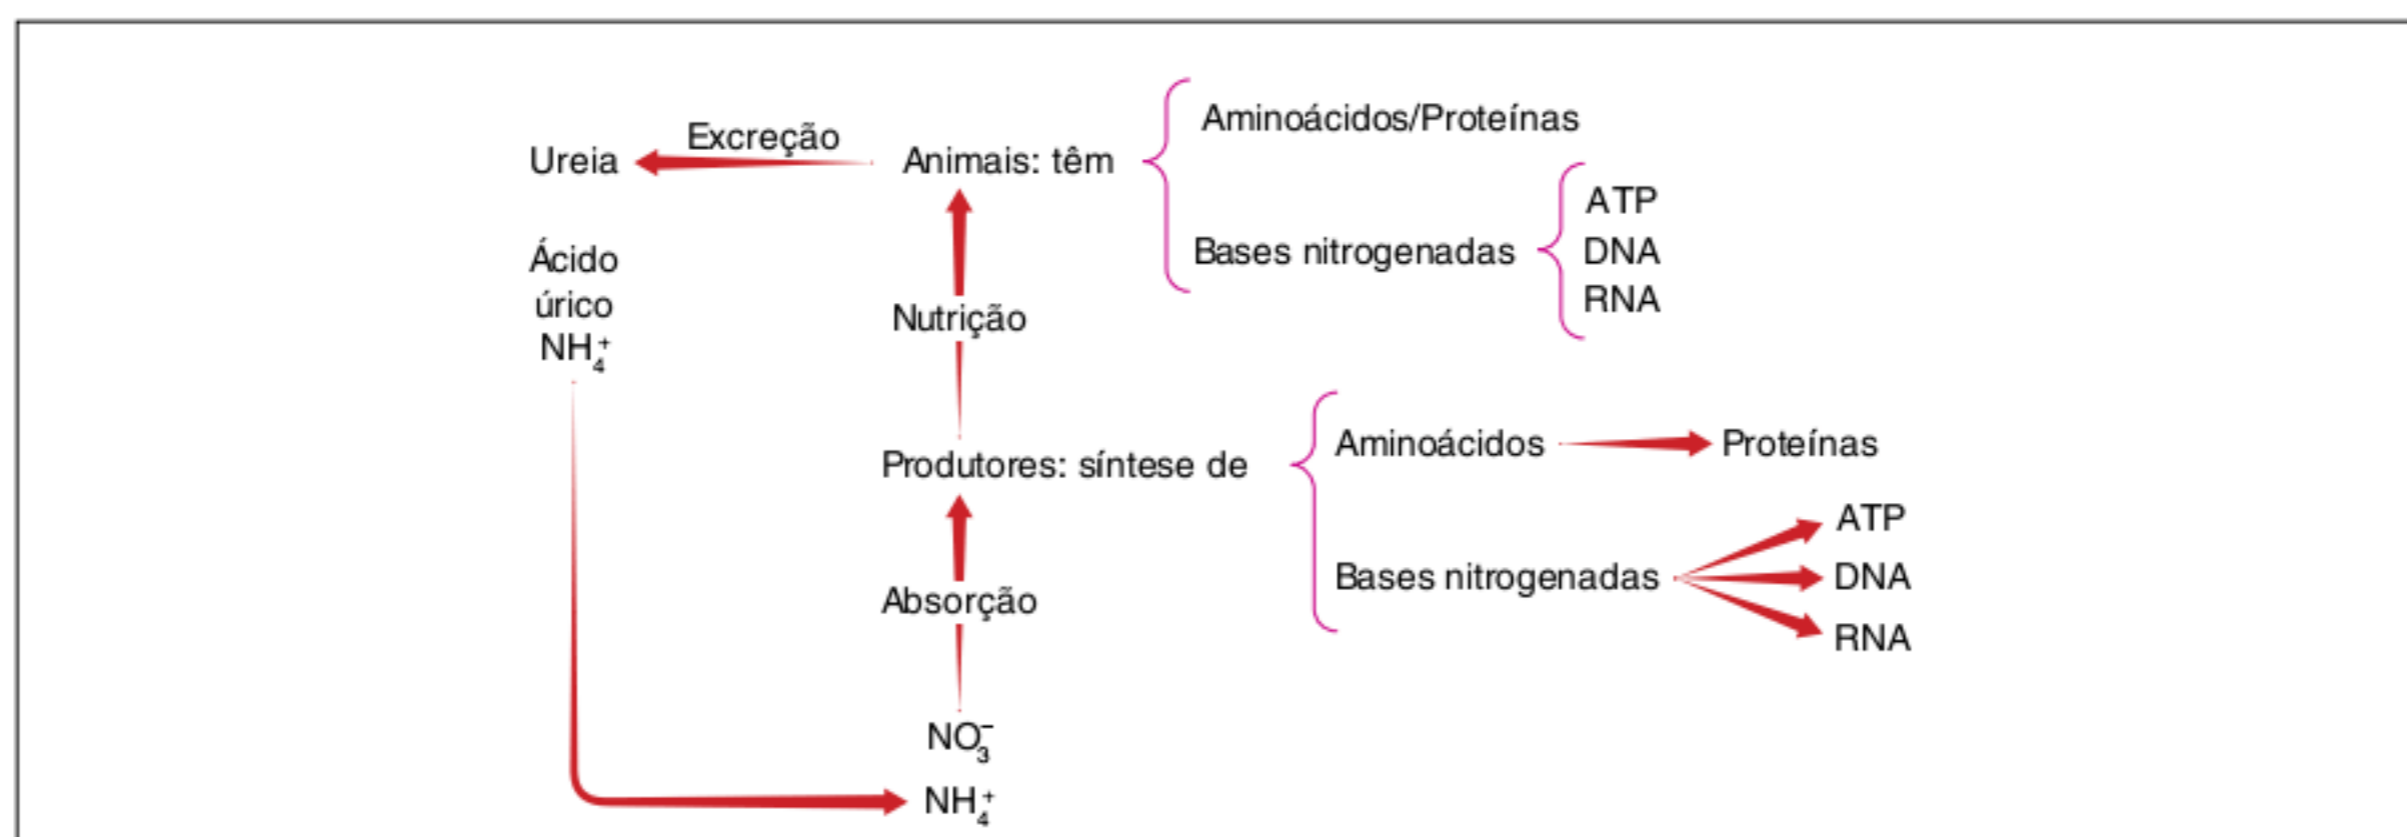 Aminoácidos/Proteínas
Excreção
Ureia
Animais: têm
ATP
Bases nitrogenadas
DNA
RNA
Ácido
úrico
NH₄⁺
Nutrição
Aminoácidos
Proteínas
Produtores: síntese de
ATP
Bases nitrogenadas
DNA
RNA
Absorção
NO₃⁻
NH₄⁺